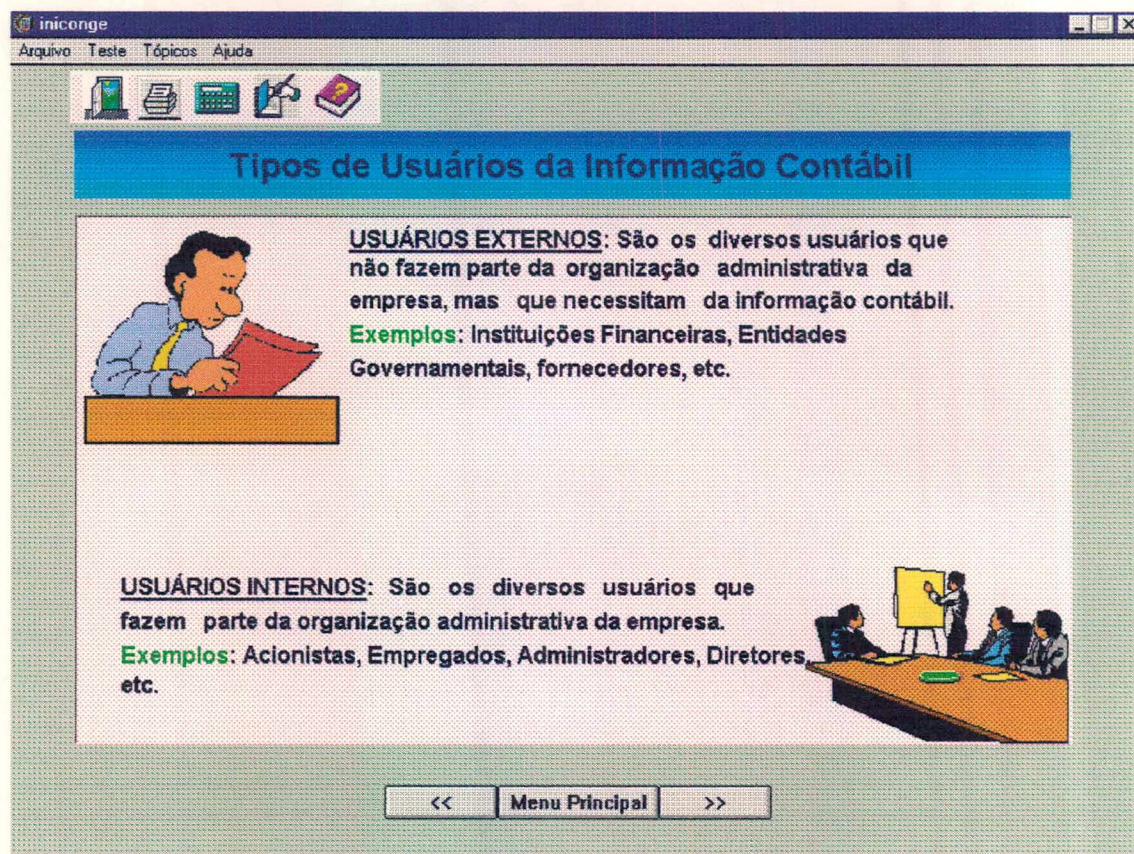 iniconge
Arquivo Teste Tópicos Ajuda
Tipos de Usuários da Informação Contábil
USUÁRIOS EXTERNOS: São os diversos usuários que
não fazem parte da organização administrativa da
empresa, mas que necessitam da informação contábil.
Exemplos: Instituições Financeiras, Entidades
Governamentais, fornecedores, etc.
USUÁRIOS INTERNOS: São os diversos usuários que
fazem parte da organização administrativa da empresa.
Exemplos: Acionistas, Empregados, Administradores, Diretores,
etc.
<< Menu Principal >>